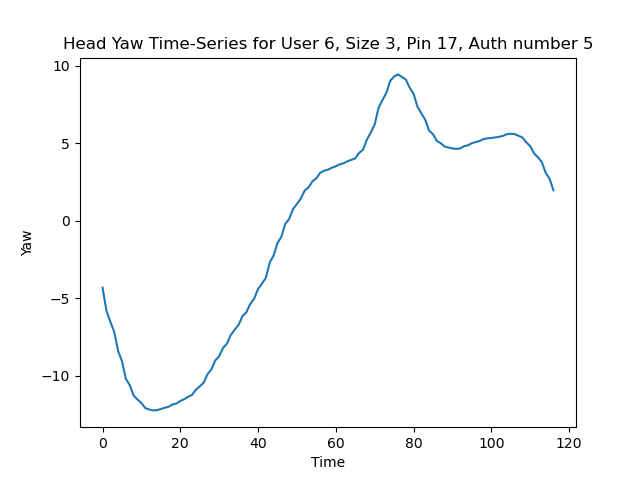 Head Yaw Time-Series for User 6, Size 3, Pin 17, Auth number 5
10
5
0
−5
−10
Yaw
0 20 40 60 80 100 120
Time